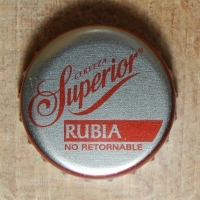 CERVEZA
Superior®
RUBIA
NO RETORNABLE